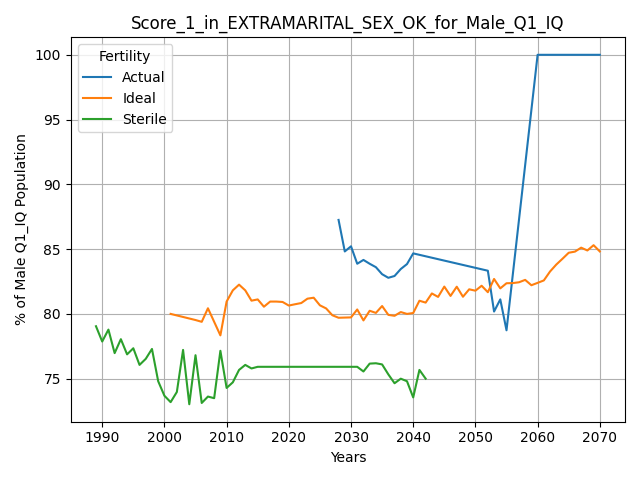 Score_1_in_EXTRAMARITAL_SEX_OK_for_Male_Q1_IQ
Fertility
Actual
Ideal
Sterile
% of Male Q1_IQ Population
100
95
90
85
80
75
1990 2000 2010 2020 2030 2040 2050 2060 2070
Years